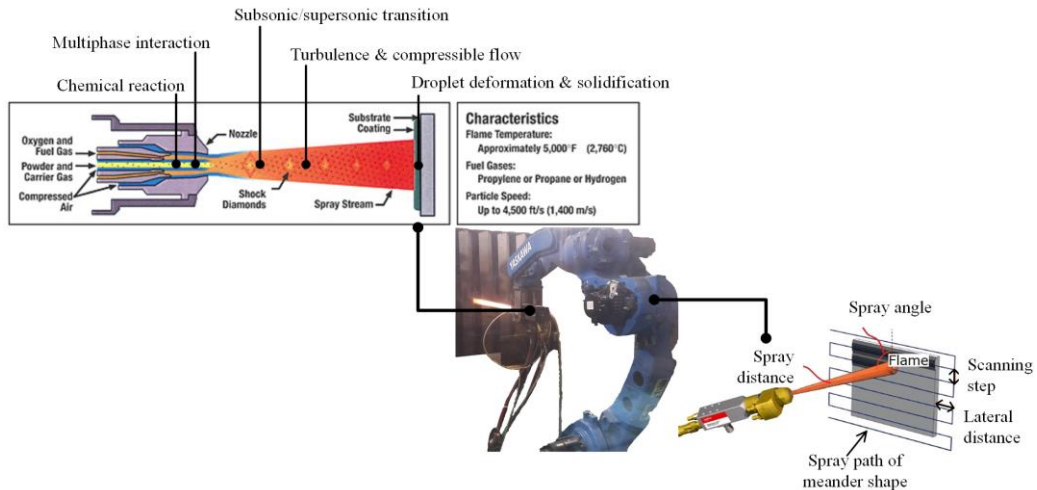 Subsonic/supersonic transition
Multiphase interaction
Turbulence & compressible flow
Chemical reaction
Droplet deformation & solidification
Oxygen and
Fuel Gas
Powder and
Carrier Gas
Compressed
Air
Nozzle
Shock
Diamonds
Spray Stream
Substrate
Coating
Characteristics
Flame Temperature:
Approximately 5,000°F (2,760°C)
Fuel Gases:
Propylene or Propane or Hydrogen
Particle Speed:
Up to 4,500 ft/s (1,400 m/s)
YASKAWA
Spray angle
Flame
Spray
distance
Scanning
step
Lateral
distance
Spray path of
meander shape